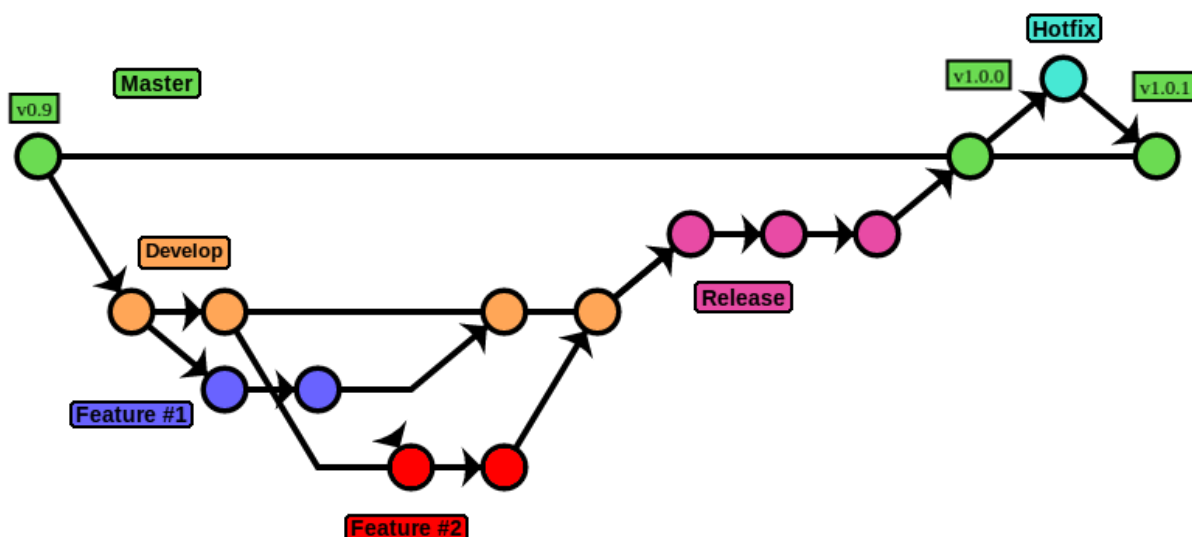 Hotfix
v1.0.0
Master
v1.0.1
v0.9
Develop
Release
Feature #1
Feature #2